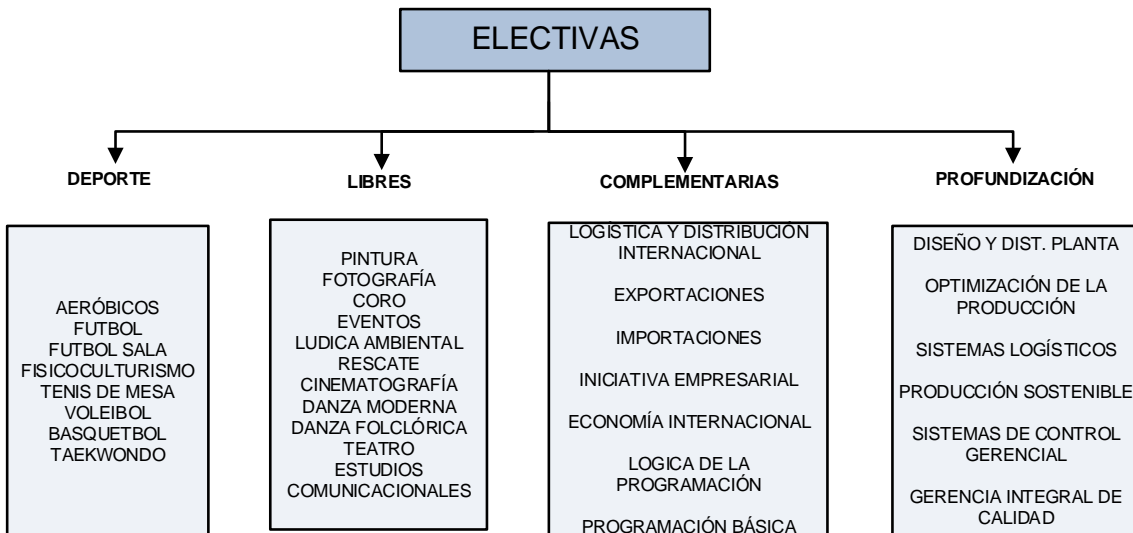 ELECTIVAS
DEPORTE
AERÓBICOS
FUTBOL
FUTBOL SALA
FISICOCULTURISMO
TENIS DE MESA
VOLEIBOL
BASQUETBOL
TAEKWONDO
LIBRES
PINTURA
FOTOGRAFÍA
CORO
EVENTOS
LUDICA AMBIENTAL
RESCATE
CINEMATOGRAFÍA
DANZA MODERNA
DANZA FOLCLÓRICA
TEATRO
ESTUDIOS
COMUNICACIONALES
COMPLEMENTARIAS
LOGÍSTICA Y DISTRIBUCIÓN
INTERNACIONAL
EXPORTACIONES
IMPORTACIONES
INICIATIVA EMPRESARIAL
ECONOMÍA INTERNACIONAL
LOGICA DE LA
PROGRAMACIÓN
PROGRAMACIÓN BÁSICA
PROFUNDIZACIÓN
DISEÑO Y DIST. PLANTA
OPTIMIZACIÓN DE LA
PRODUCCIÓN
SISTEMAS LOGÍSTICOS
PRODUCCIÓN SOSTENIBLE
SISTEMAS DE CONTROL
GERENCIAL
GERENCIA INTEGRAL DE
CALIDAD